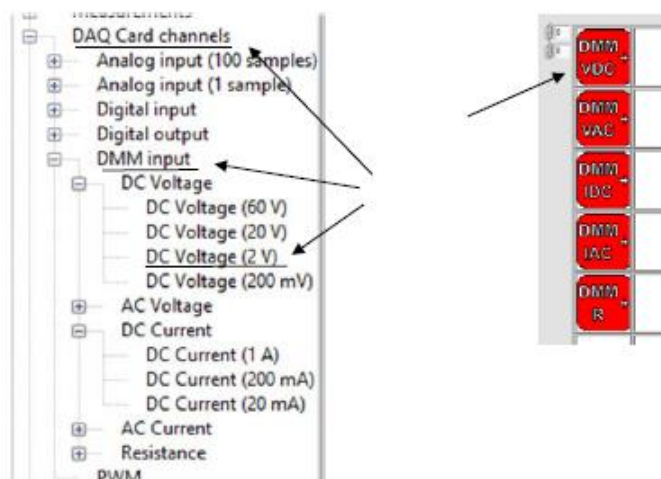 Measurements
DAQ Card channels
Analog input (100 samples)
Analog input (1 sample)
Digital input
Digital output
DMM input
DC Voltage
DC Voltage (60 V)
DC Voltage (20 V)
DC Voltage (2 V)
DC Voltage (200 mV)
AC Voltage
DC Current
DC Current (1 A)
DC Current (200 mA)
DC Current (20 mA)
AC Current
Resistance
PWM
DMM
VDC
DMM
VAC
DMM
IDC
DMM
IAC
DMM
R